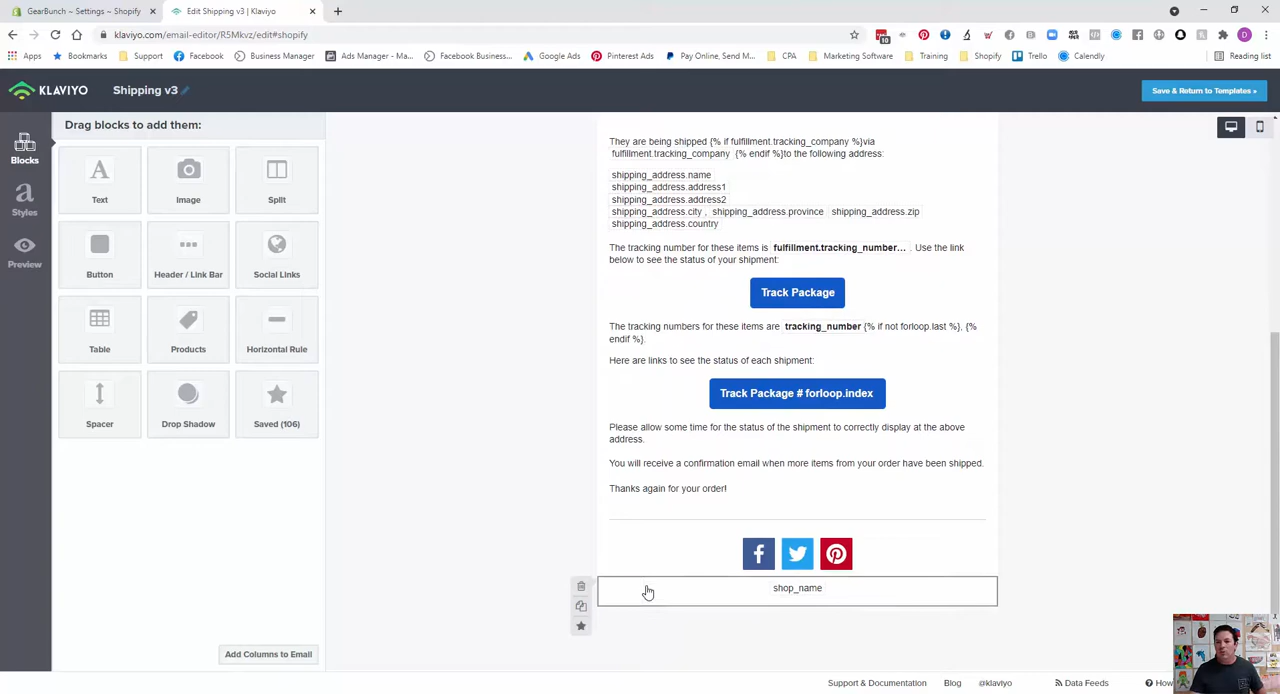 GearBunch ~ Settings ~ Shopify
Edit Shipping v3 | Klaviyo
klaviyo.com/email-editor/R5Mkvz/edit#shopify
10
D
Apps
Bookmarks
Support
Facebook
Business Manager
Ads Manager - Ma...
Facebook Business...
Google Ads
Pinterest Ads
Pay Online, Send M...
CPA
Marketing Software
Training
Shopify
Trello
Calendly
Reading list
KLAVIYO
Shipping v3
Save & Return to Templates »
Blocks
Styles
Preview
Drag blocks to add them:
Text
Image
Split
Button
Header / Link Bar
Social Links
Table
Products
Horizontal Rule
Spacer
Drop Shadow
Saved (106)
Add Columns to Email
They are being shipped {% if fulfillment.tracking_company %}via
fulfillment.tracking_company {% endif %}to the following address:
shipping_address.name
shipping_address.address1
shipping_address.address2
shipping_address.city , shipping_address.province shipping_address.zip
shipping_address.country
The tracking number for these items is fulfillment.tracking_number... . Use the link
below to see the status of your shipment:
Track Package
The tracking numbers for these items are tracking_number {% if not forloop.last %}, {%
endif %}.
Here are links to see the status of each shipment:
Track Package # forloop.index
Please allow some time for the status of the shipment to correctly display at the above
address.
You will receive a confirmation email when more items from your order have been shipped.
Thanks again for your order!
shop_name
Support & Documentation
Blog
@klaviyo
Data Feeds
How